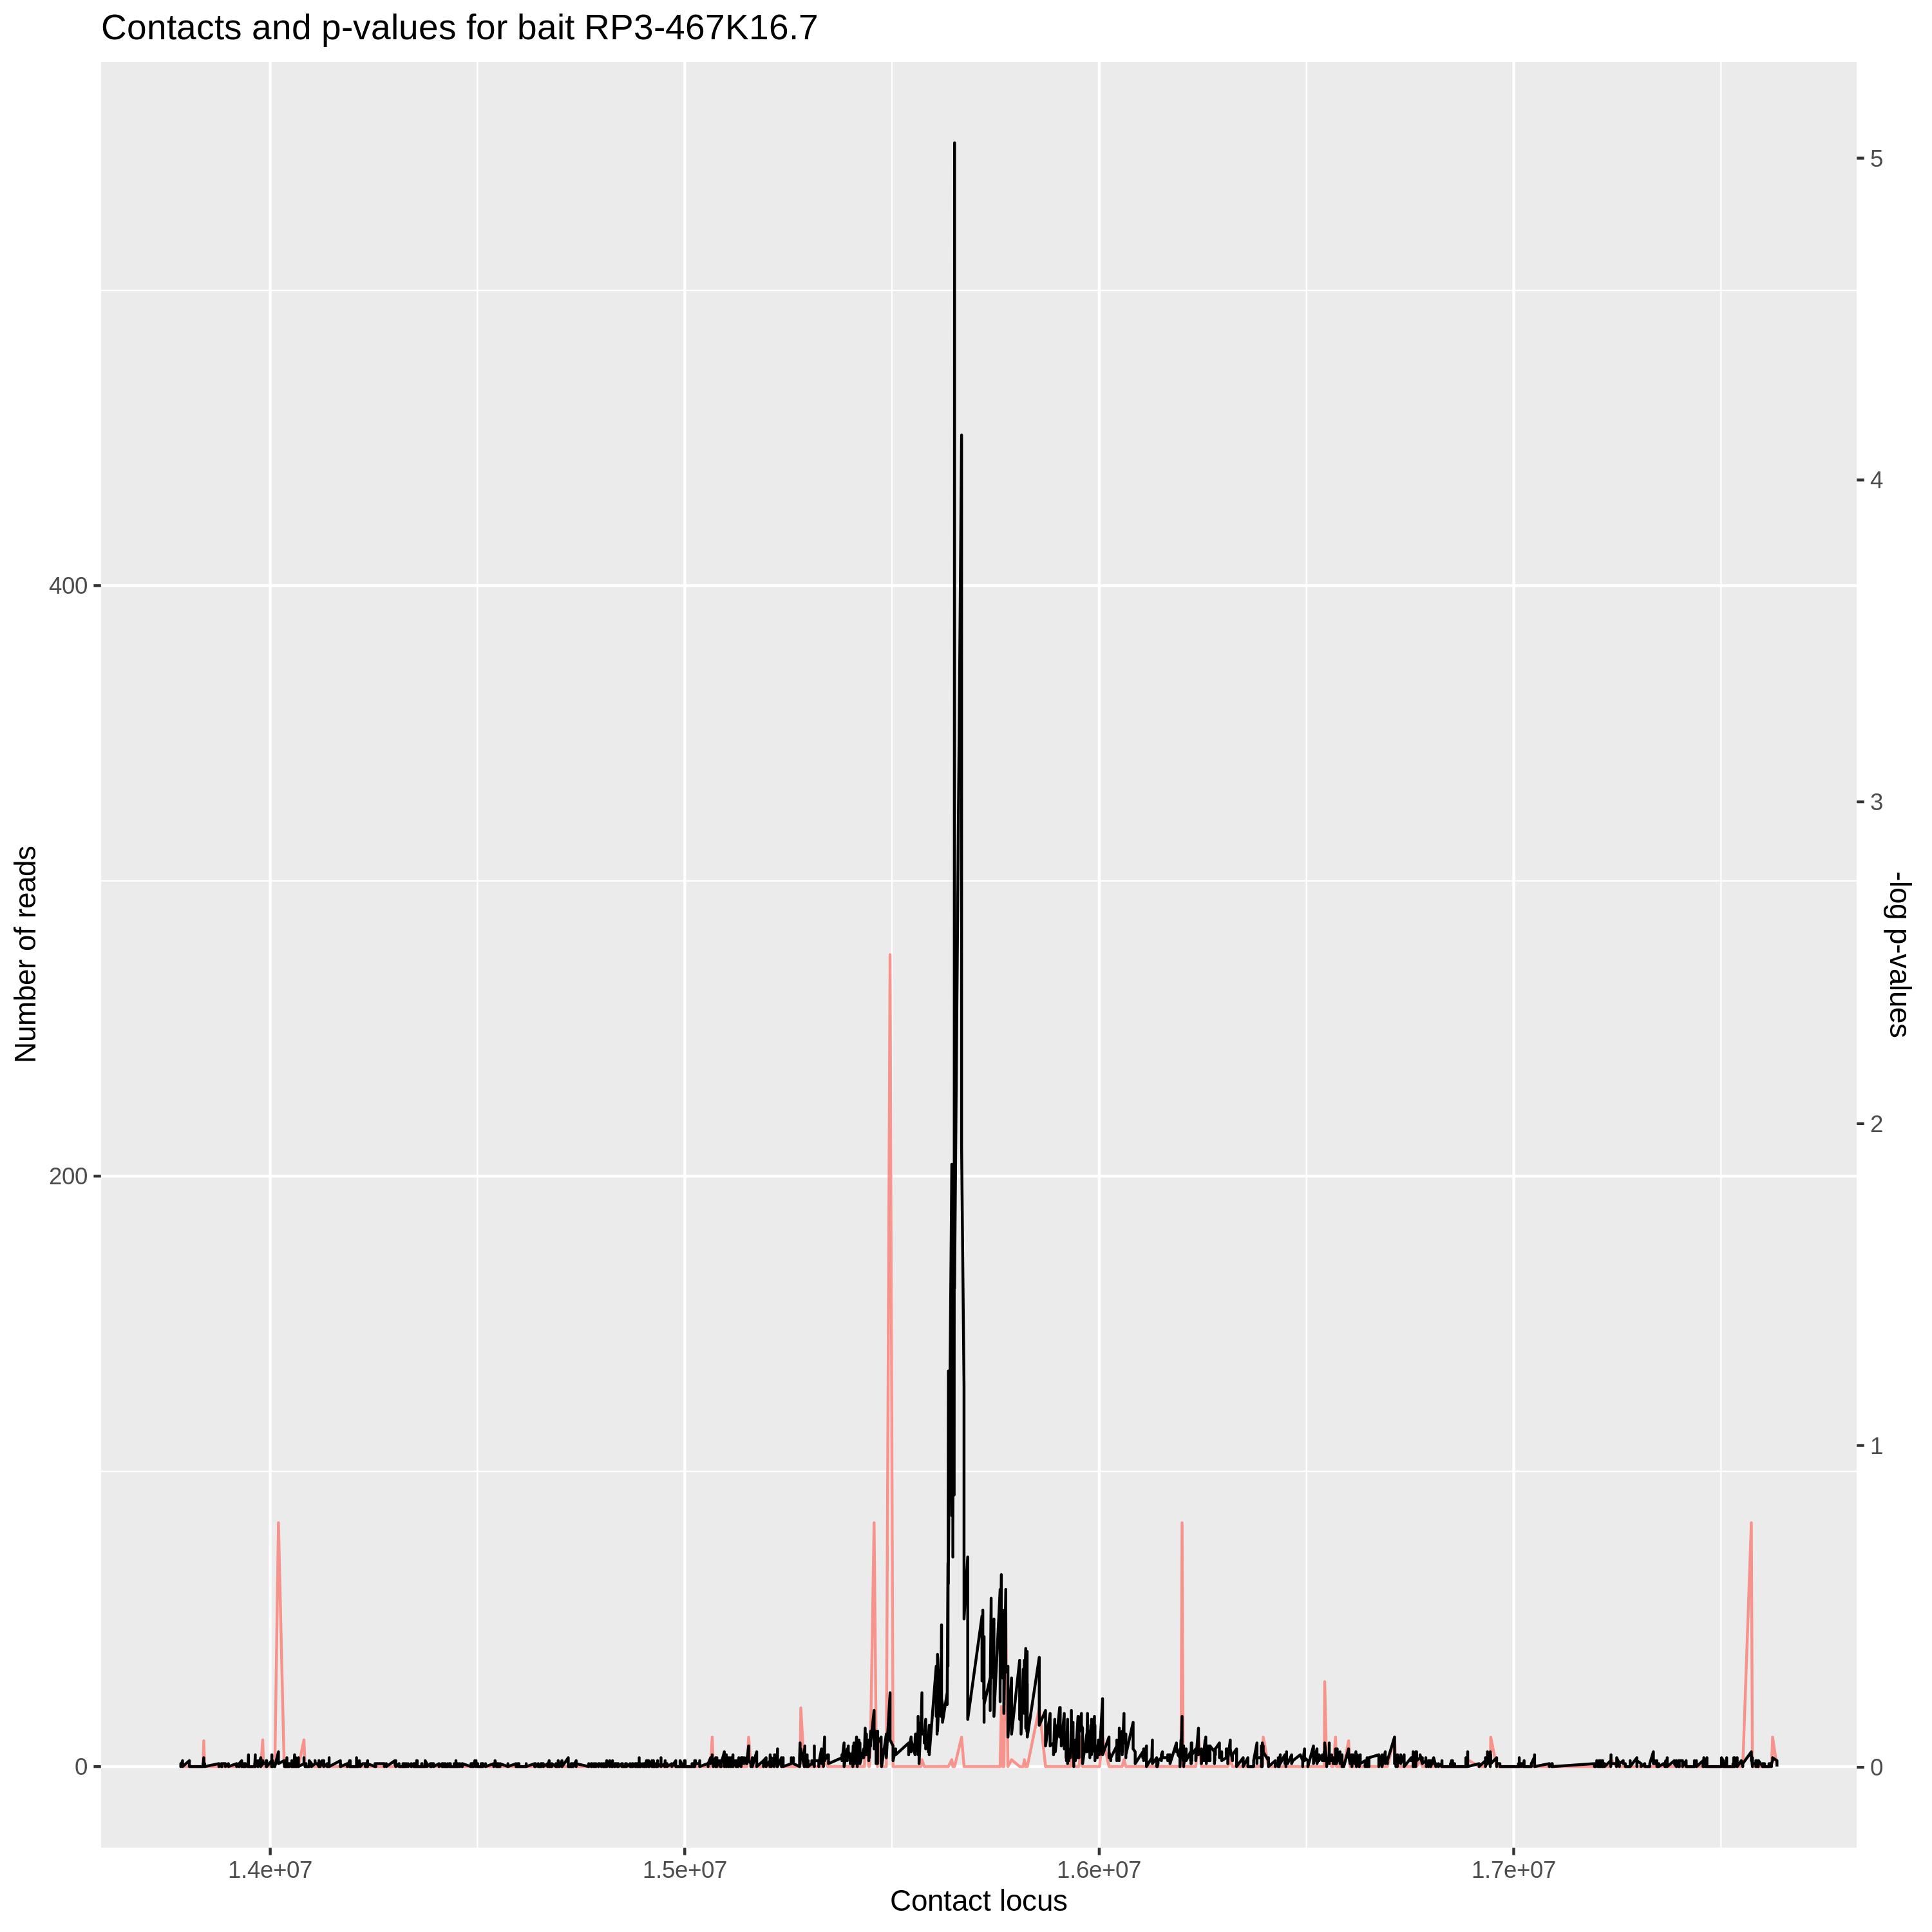 Contacts and p-values for bait RP3-467K16.7
Number of reads
400
200
0
5
4
3
2
1
0
-log p-values
1.4e+07
1.5e+07
1.6e+07
1.7e+07
Contact locus